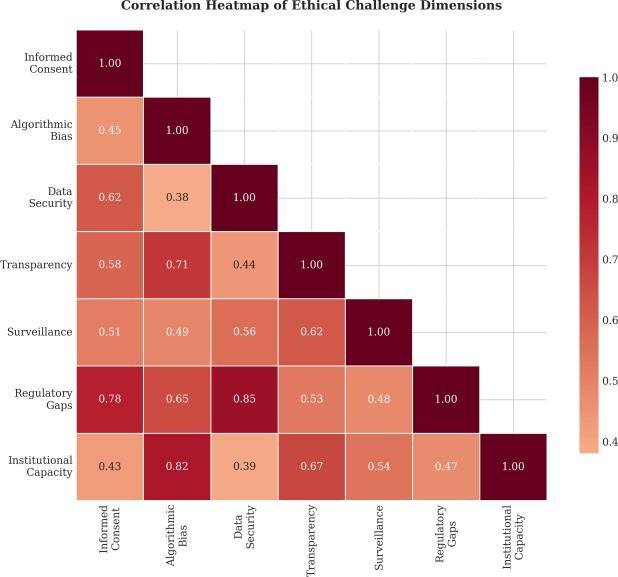 Correlation Heatmap of Ethical Challenge Dimensions
Informed
Consent
1.00
Algorithmic
Bias
0.45 1.00
Data
Security
0.62 0.38 1.00
Transparency
0.58 0.71 0.44 1.00
Surveillance
0.51 0.49 0.56 0.62 1.00
Regulatory
Gaps
0.78 0.65 0.85 0.53 0.48 1.00
Institutional
Capacity
0.43 0.82 0.39 0.67 0.54 0.47 1.00
Informed
Consent
Algorithmic
Bias
Data
Security
Transparency
Surveillance
Regulatory
Gaps
Institutional
Capacity
1.0
0.9
0.8
0.7
0.6
0.5
0.4